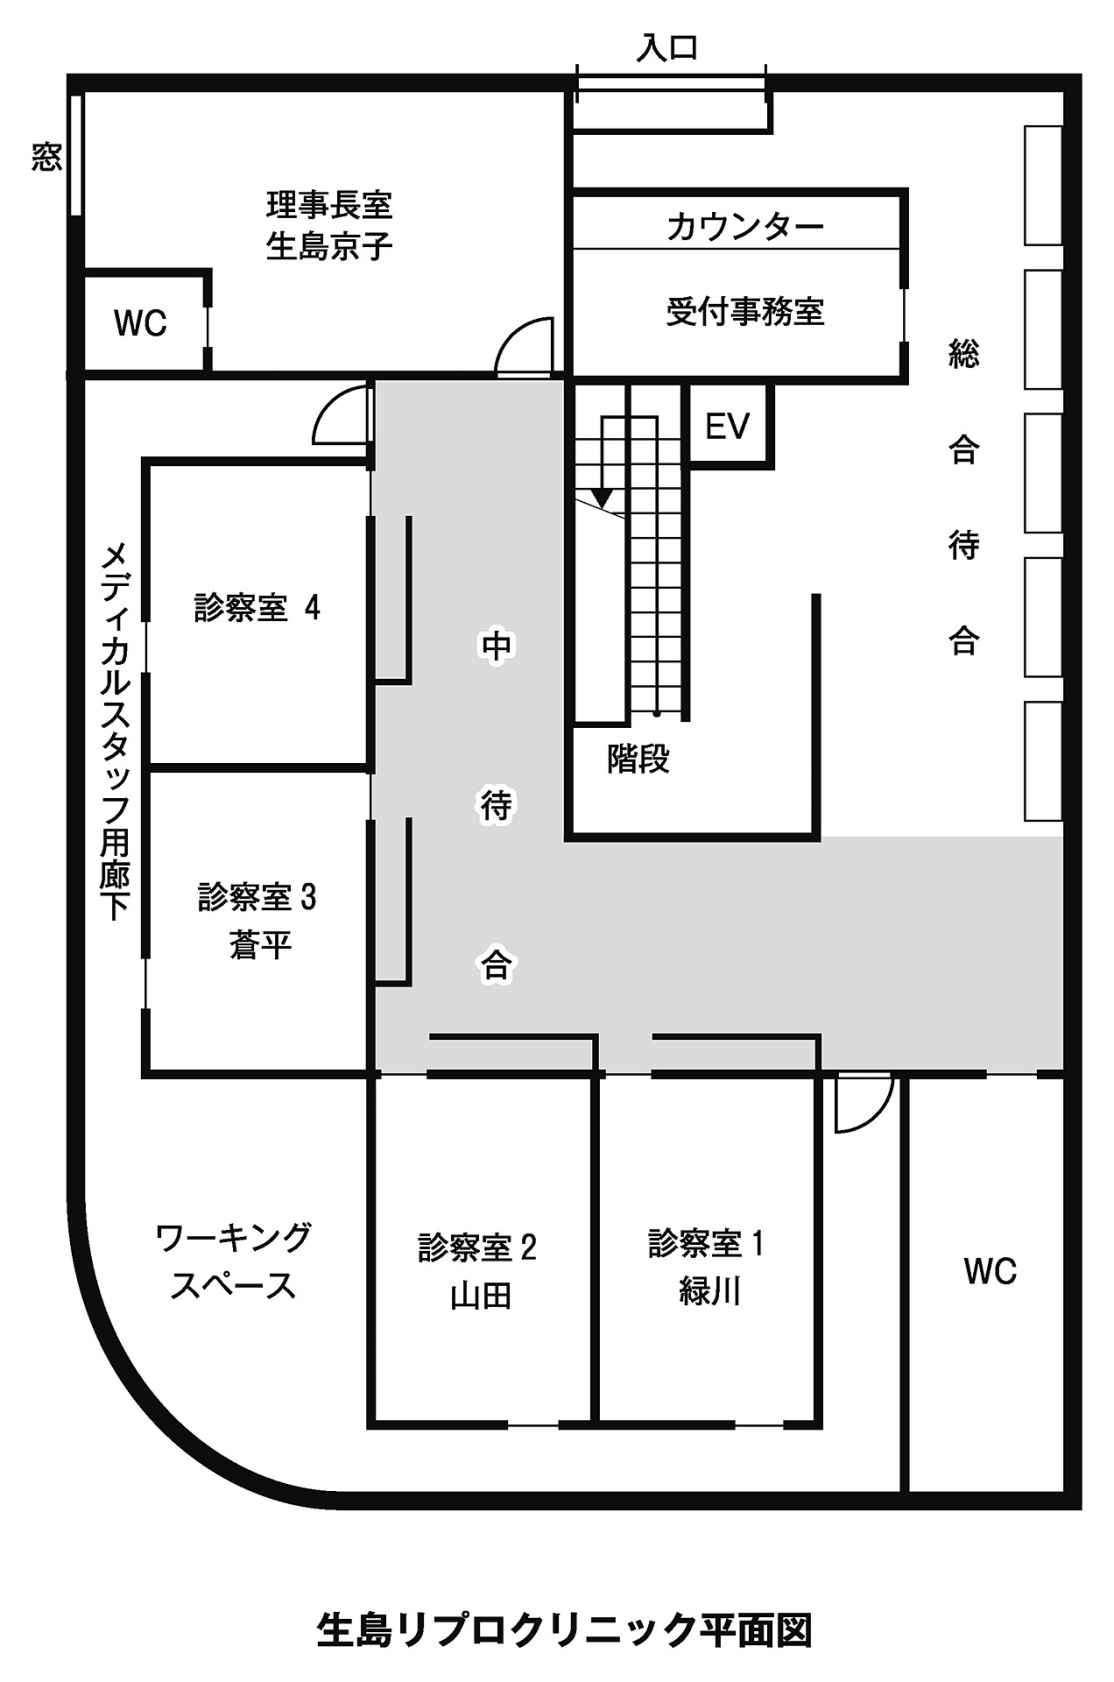 入口
窓
理事長室
生島京子
カウンター
WC
受付事務室
総合待合
EV
メディカルスタッフ用廊下
診察室 4
中待合
階段
診察室3
蒼平
ワーキング
スペース
診察室2
山田
診察室1
緑川
WC
生島リプロクリニック平面図